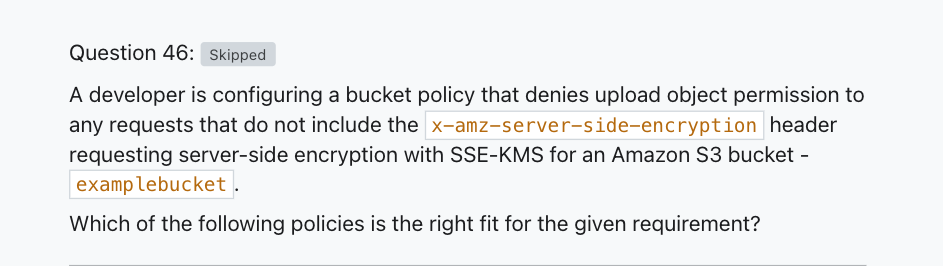 Question 46: Skipped
A developer is configuring a bucket policy that denies upload object permission to
any requests that do not include the x-amz-server-side-encryption header
requesting server-side encryption with SSE-KMS for an Amazon S3 bucket -
examplebucket.
Which of the following policies is the right fit for the given requirement?